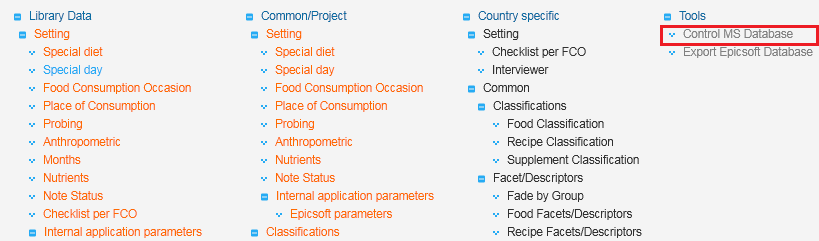 Library Data
Setting
Special diet
Special day
Food Consumption Occasion
Place of Consumption
Probing
Anthropometric
Months
Nutrients
Note Status
Checklist per FCO
Internal application parameters
Common/Project
Setting
Special diet
Special day
Food Consumption Occasion
Place of Consumption
Probing
Anthropometric
Nutrients
Note Status
Internal application parameters
Epicsoft parameters
Classifications
Country specific
Setting
Checklist per FCO
Interviewer
Common
Classifications
Food Classification
Recipe Classification
Supplement Classification
Facet/Descriptors
Fade by Group
Food Facets/Descriptors
Recipe Facets/Descriptors
Tools
Control MS Database
Export Epicsoft Database